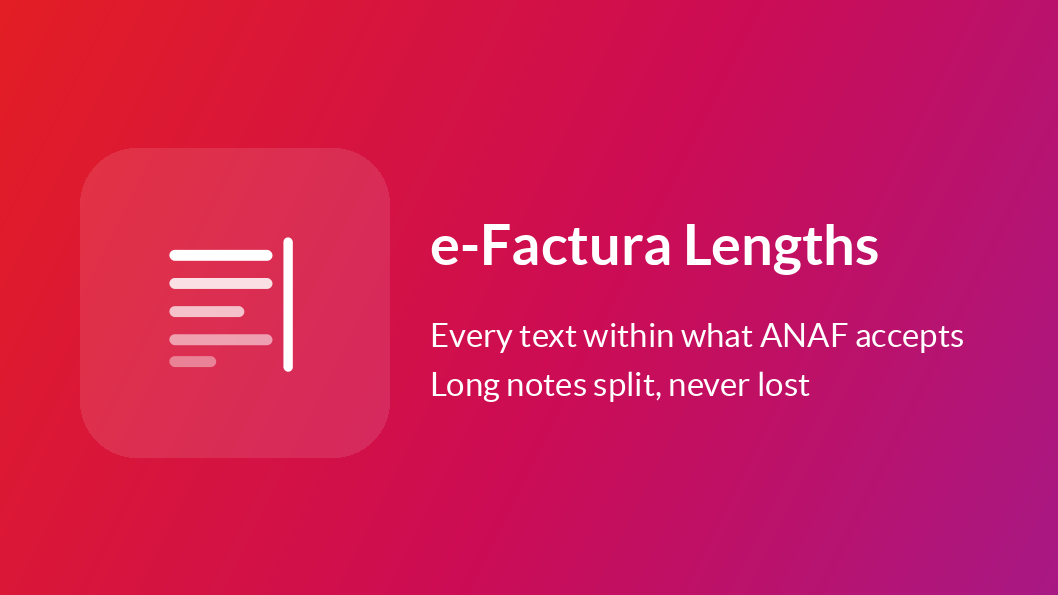 e-Factura Lengths
Every text within what ANAF accepts
Long notes split, never lost